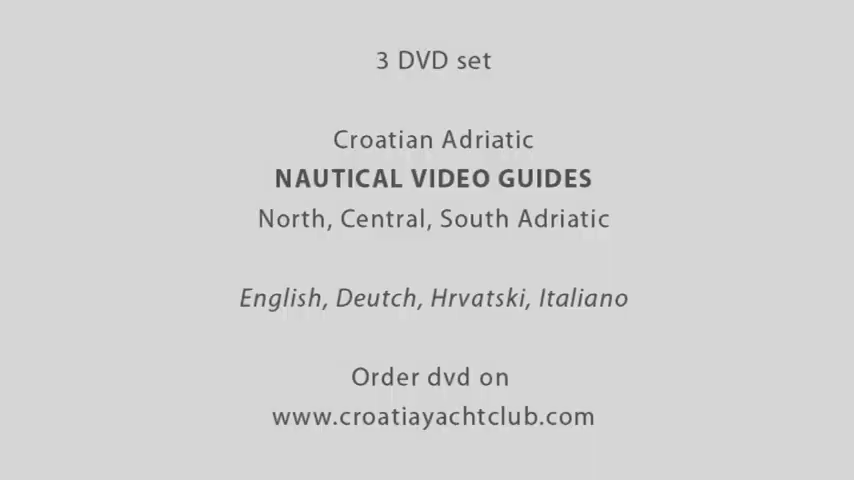 3 DVD set
Croatian Adriatic
NAUTICAL VIDEO GUIDES
North, Central, South Adriatic
English, Deutch, Hrvatski, Italiano
Order dvd on
www.croatiayachtclub.com